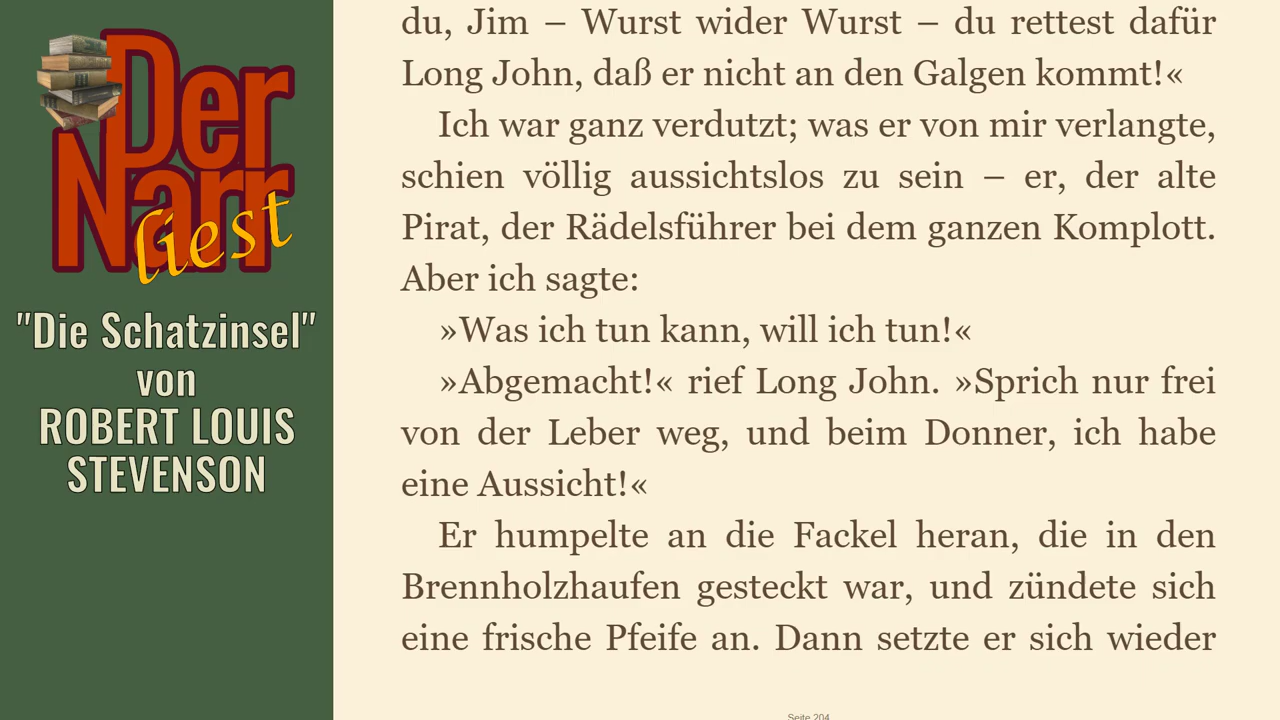 Der
Narr
liest
"Die Schatzinsel"
von
ROBERT LOUIS
STEVENSON
du, Jim – Wurst wider Wurst – du rettest dafür
Long John, daß er nicht an den Galgen kommt!«
Ich war ganz verdutzt; was er von mir verlangte,
schien völlig aussichtslos zu sein – er, der alte
Pirat, der Rädelsführer bei dem ganzen Komplott.
Aber ich sagte:
»Was ich tun kann, will ich tun!«
»Abgemacht!« rief Long John. »Sprich nur frei
von der Leber weg, und beim Donner, ich habe
eine Aussicht!«
Er humpelte an die Fackel heran, die in den
Brennholzhaufen gesteckt war, und zündete sich
eine frische Pfeife an. Dann setzte er sich wieder
Seite 204